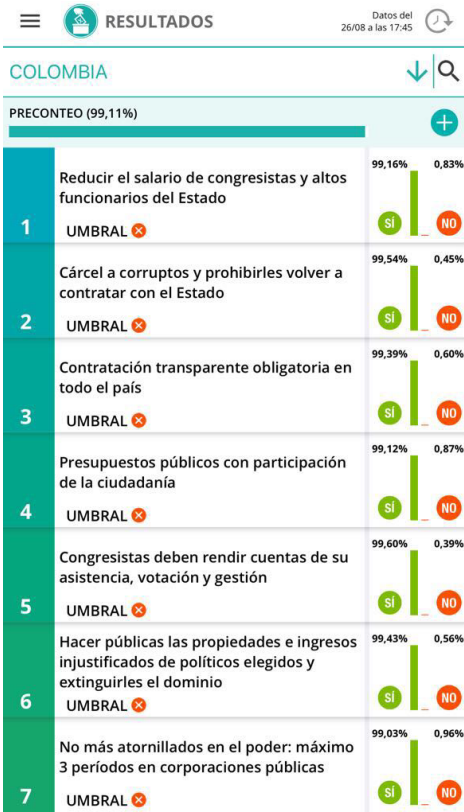 RESULTADOS
Datos del
26/08 a las 17:45
COLOMBIA
PRECONTEO (99,11%)
1
Reducir el salario de congresistas y altos
funcionarios del Estado
UMBRAL
99,16% 0,83%
SÍ NO
2
Cárcel a corruptos y prohibirles volver a
contratar con el Estado
UMBRAL
99,54% 0,45%
SÍ NO
3
Contratación transparente obligatoria en
todo el país
UMBRAL
99,39% 0,60%
SÍ NO
4
Presupuestos públicos con participación
de la ciudadanía
UMBRAL
99,12% 0,87%
SÍ NO
5
Congresistas deben rendir cuentas de su
asistencia, votación y gestión
UMBRAL
99,60% 0,39%
SÍ NO
6
Hacer públicas las propiedades e ingresos
injustificados de políticos elegidos y
extinguirles el dominio
UMBRAL
99,43% 0,56%
SÍ NO
7
No más atornillados en el poder: máximo
3 períodos en corporaciones públicas
UMBRAL
99,03% 0,96%
SÍ NO